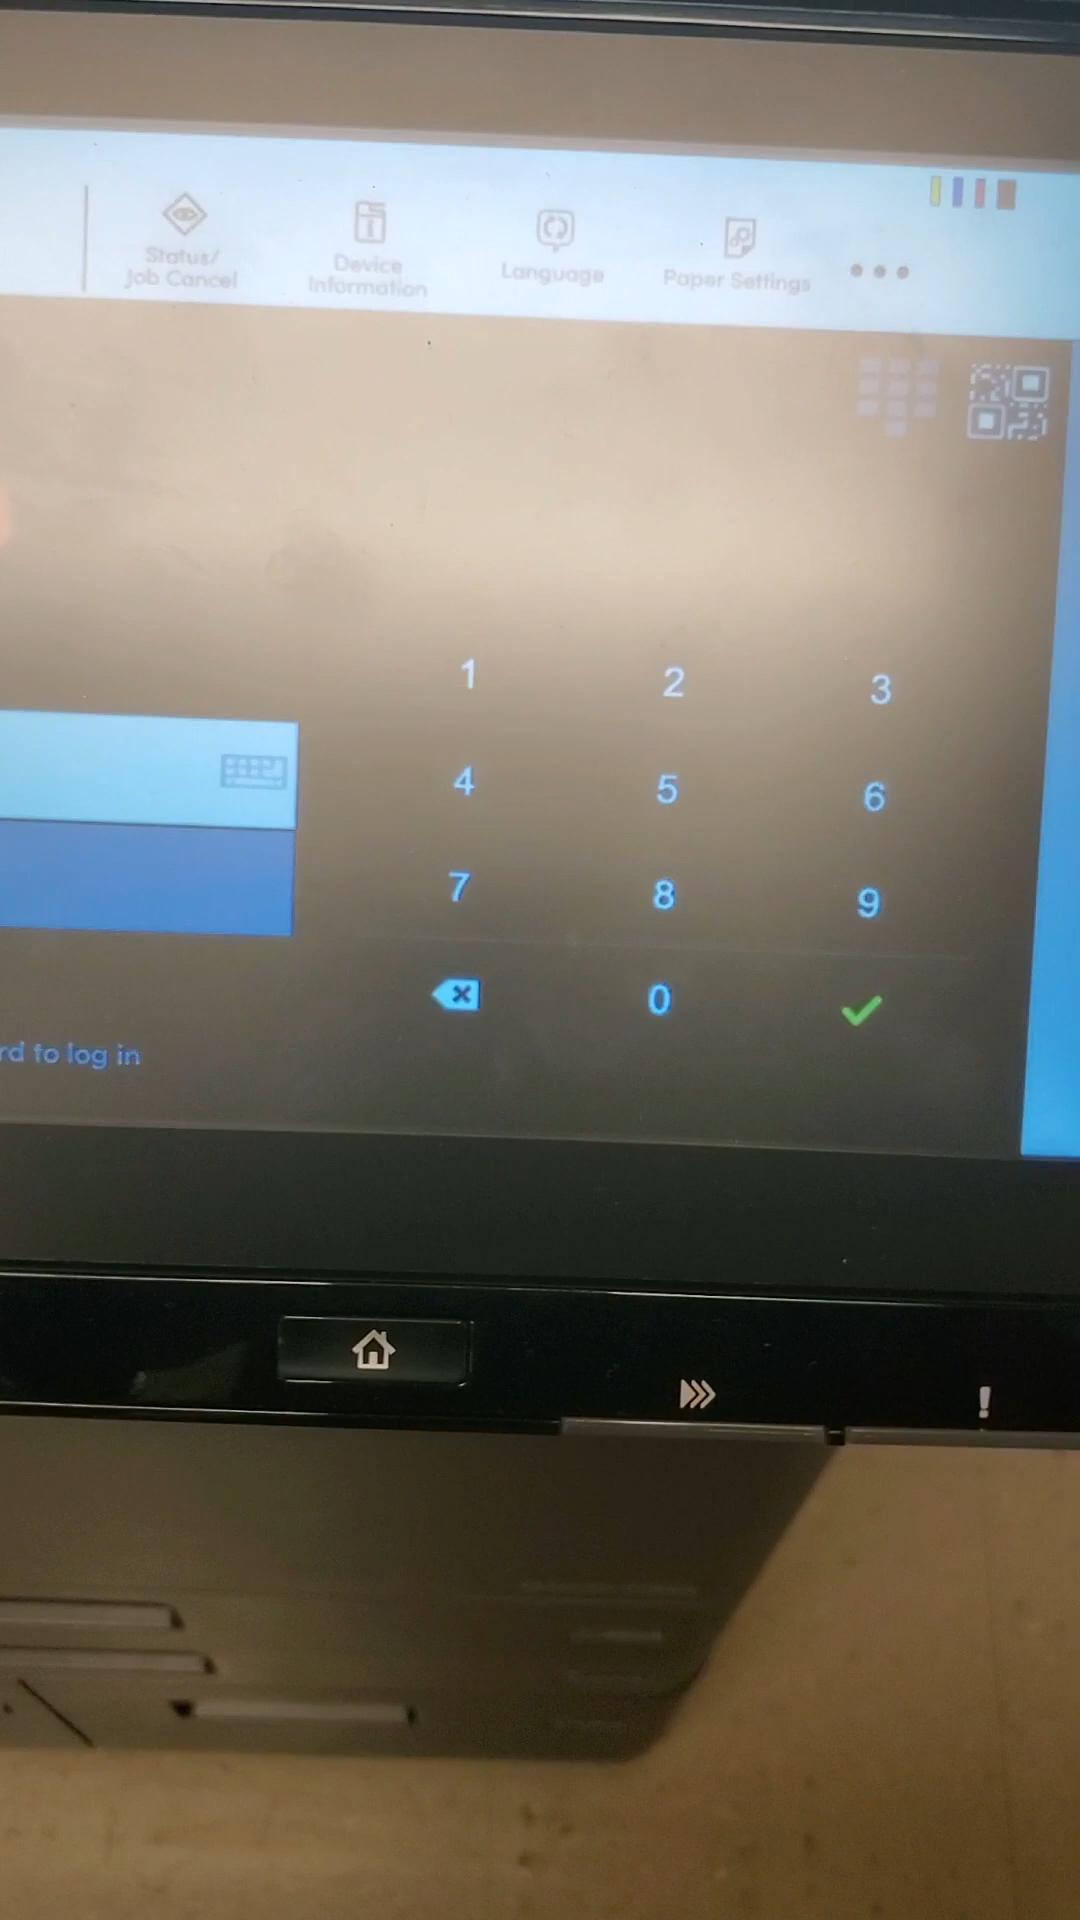 Status/
Job Cancel
Device
Information
Language
Paper Settings
1 2 3
4 5 6
7 8 9
0
to log in